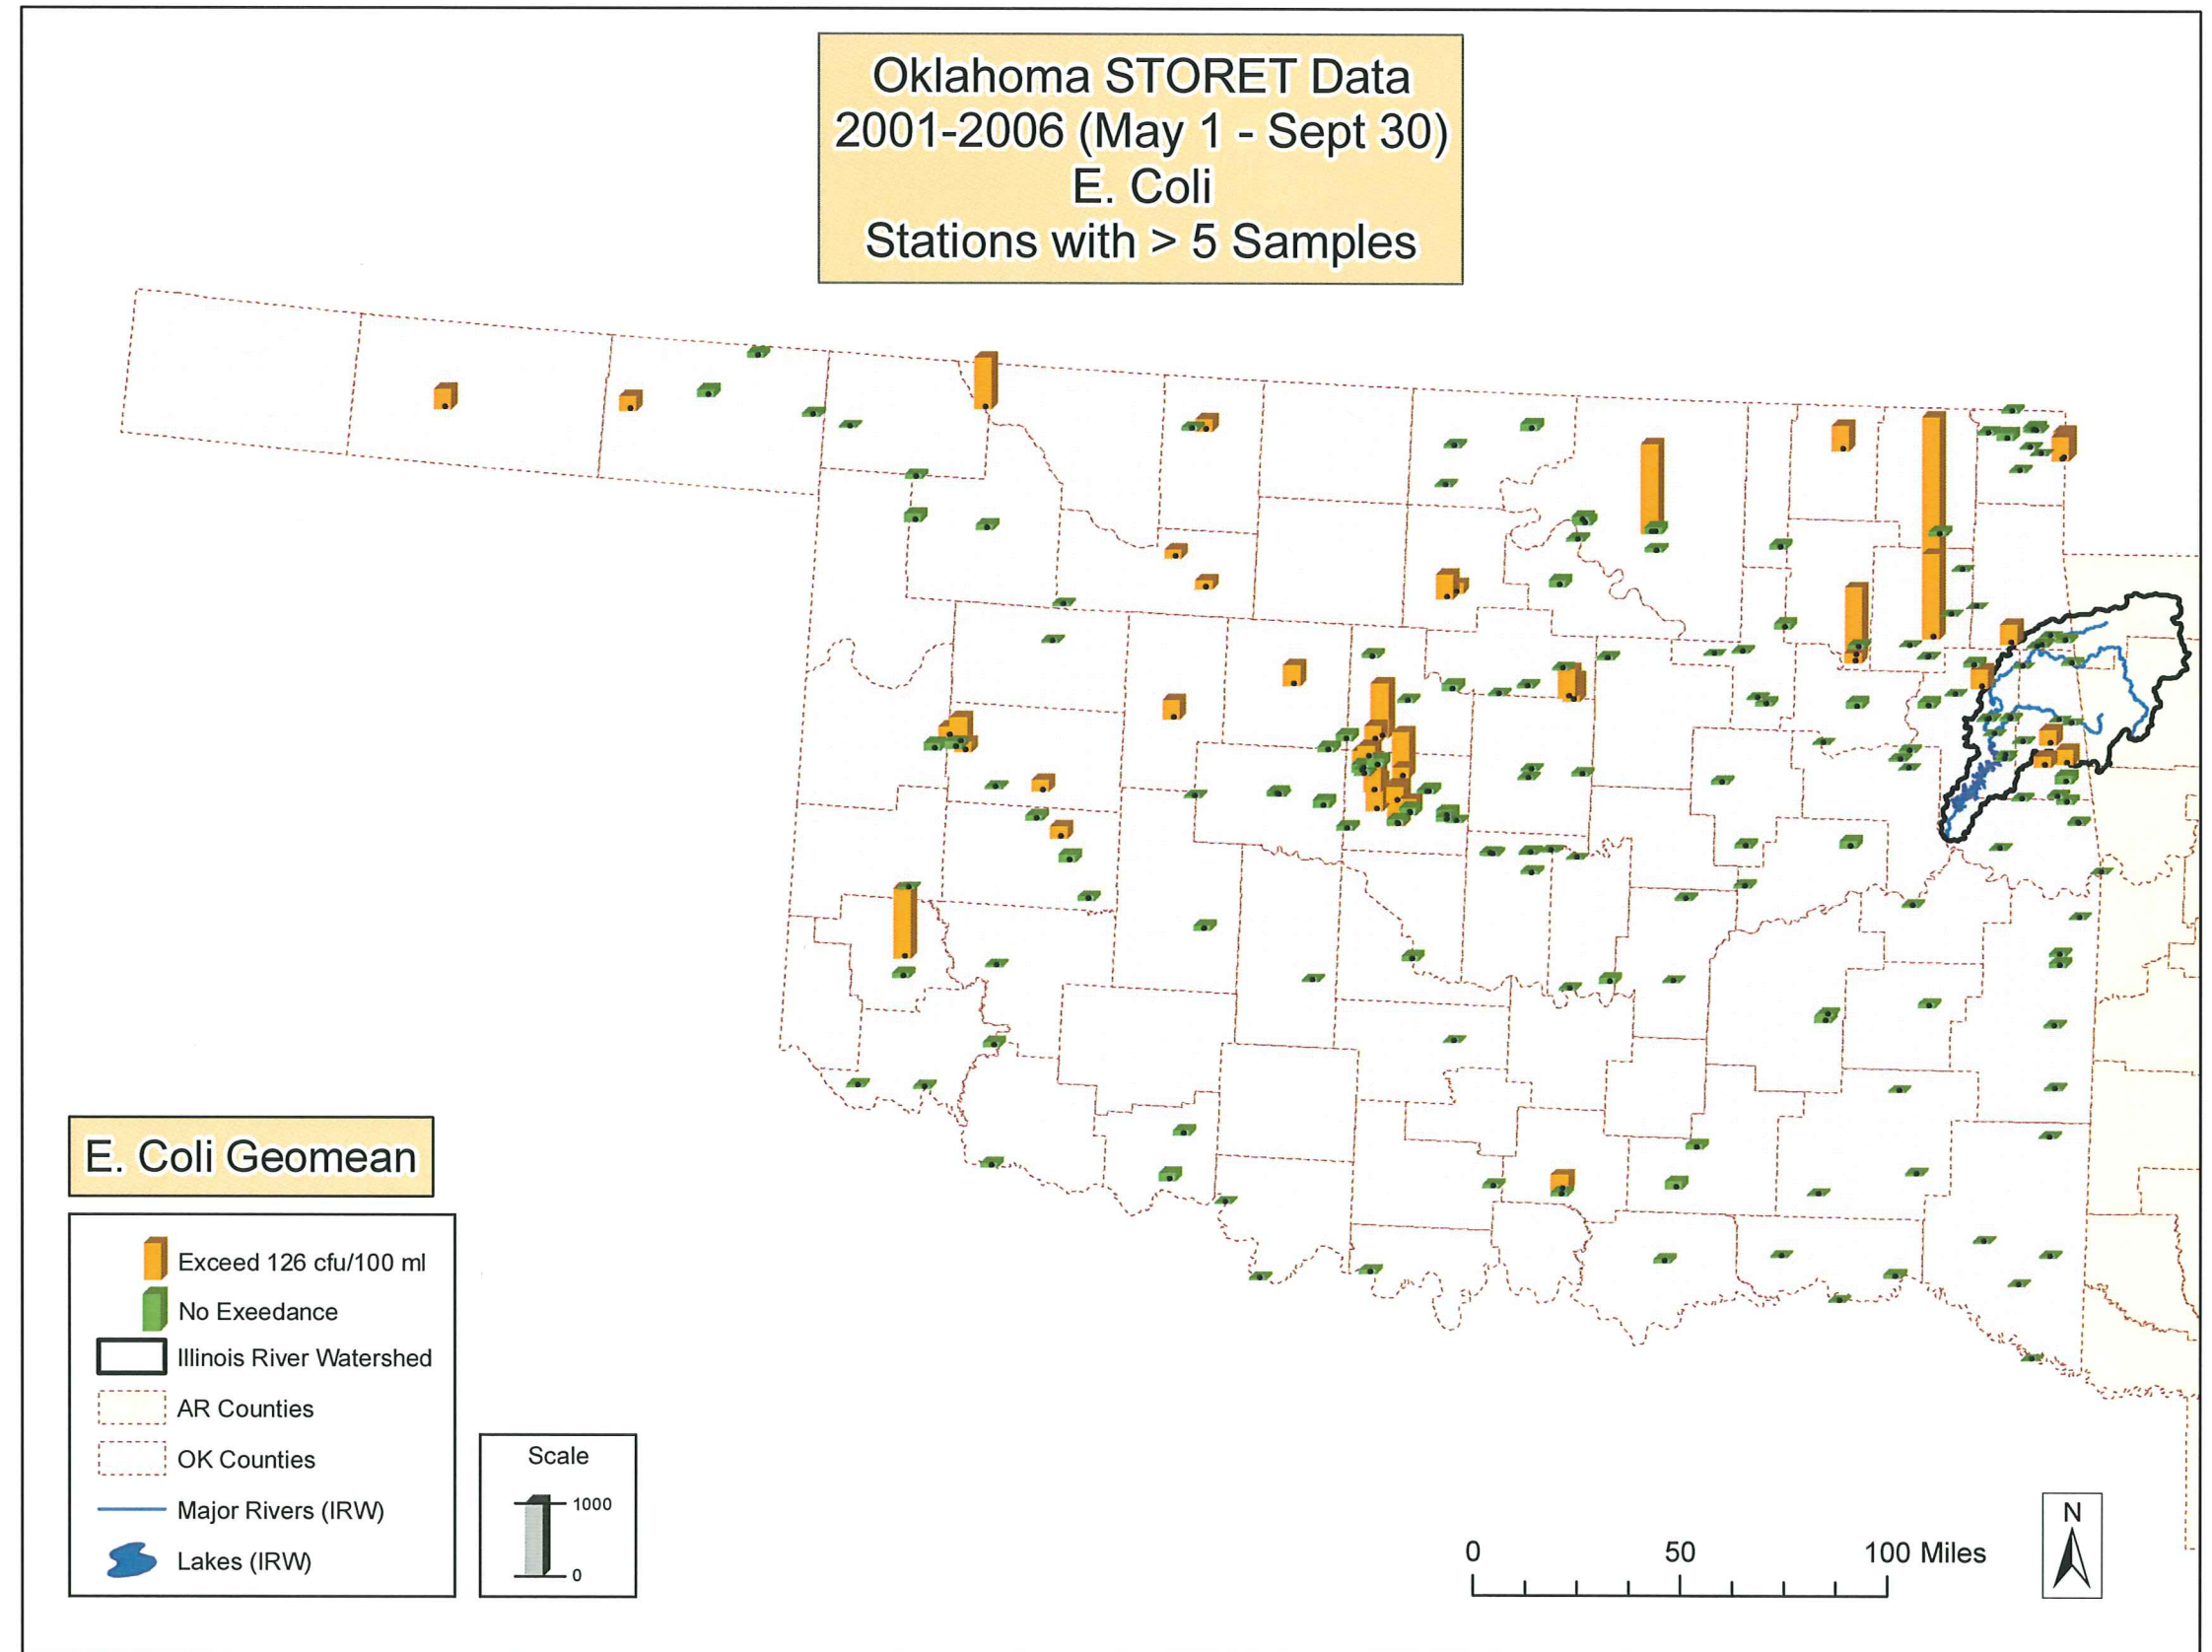 Oklahoma STORET Data
2001-2006 (May 1 - Sept 30)
E. Coli
Stations with > 5 Samples
E. Coli Geomean
Exceed 126 cfu/100 ml
No Exeedance
Illinois River Watershed
AR Counties
OK Counties
Major Rivers (IRW)
Lakes (IRW)
Scale
1000
0
0 50 100 Miles
N